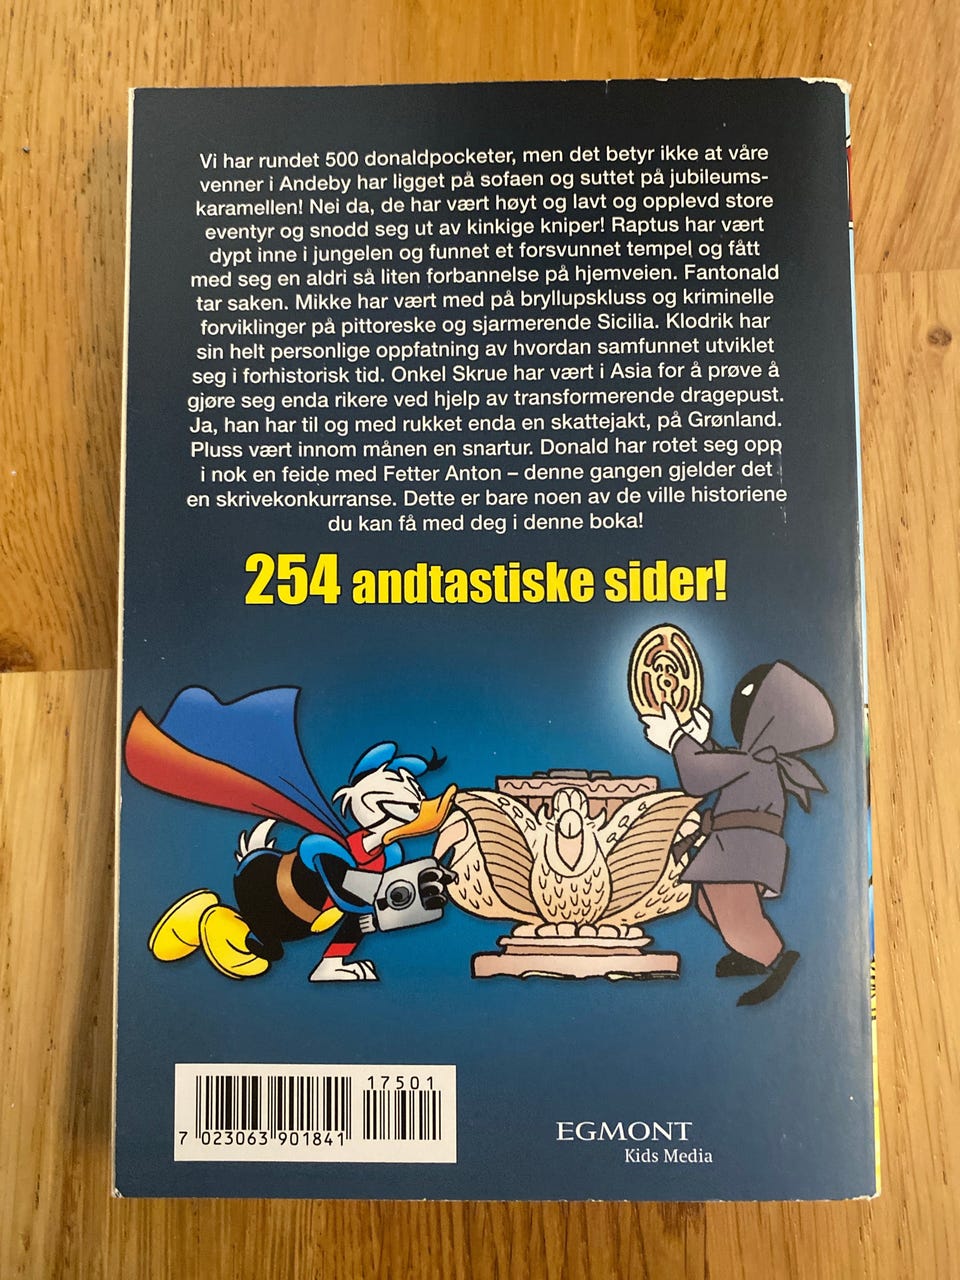 Vi har rundet 500 donaldpocketer, men det betyr ikke at våre
venner i Andeby har ligget på sofaen og suttet på jubileums-
karamellen! Nei da, de har vært høyt og lavt og opplevd store
eventyr og snodd seg ut av kinkige kniper! Raptus har vært
dypt inne i jungelen og funnet et forsvunnet tempel og fått
med seg en aldri så liten forbannelse på hjemveien. Fantonald
tar saken. Mikke har vært med på bryllupskluss og kriminelle
forviklinger på pittoreske og sjarmerende Sicilia. Klodrik har
sin helt personlige oppfatning av hvordan samfunnet utviklet
seg i forhistorisk tid. Onkel Skrue har vært i Asia for å prøve å
gjøre seg enda rikere ved hjelp av transformerende dragepust.
Ja, han har til og med rukket enda en skattejakt, på Grønland.
Pluss vært innom månen en snartur. Donald har rotet seg opp
i nok en feide med Fetter Anton – denne gangen gjelder det
en skrivekonkurranse. Dette er bare noen av de ville historiene
du kan få med deg i denne boka!
254 andtastiske sider!
17501
7 023063 901841
EGMONT
Kids Media